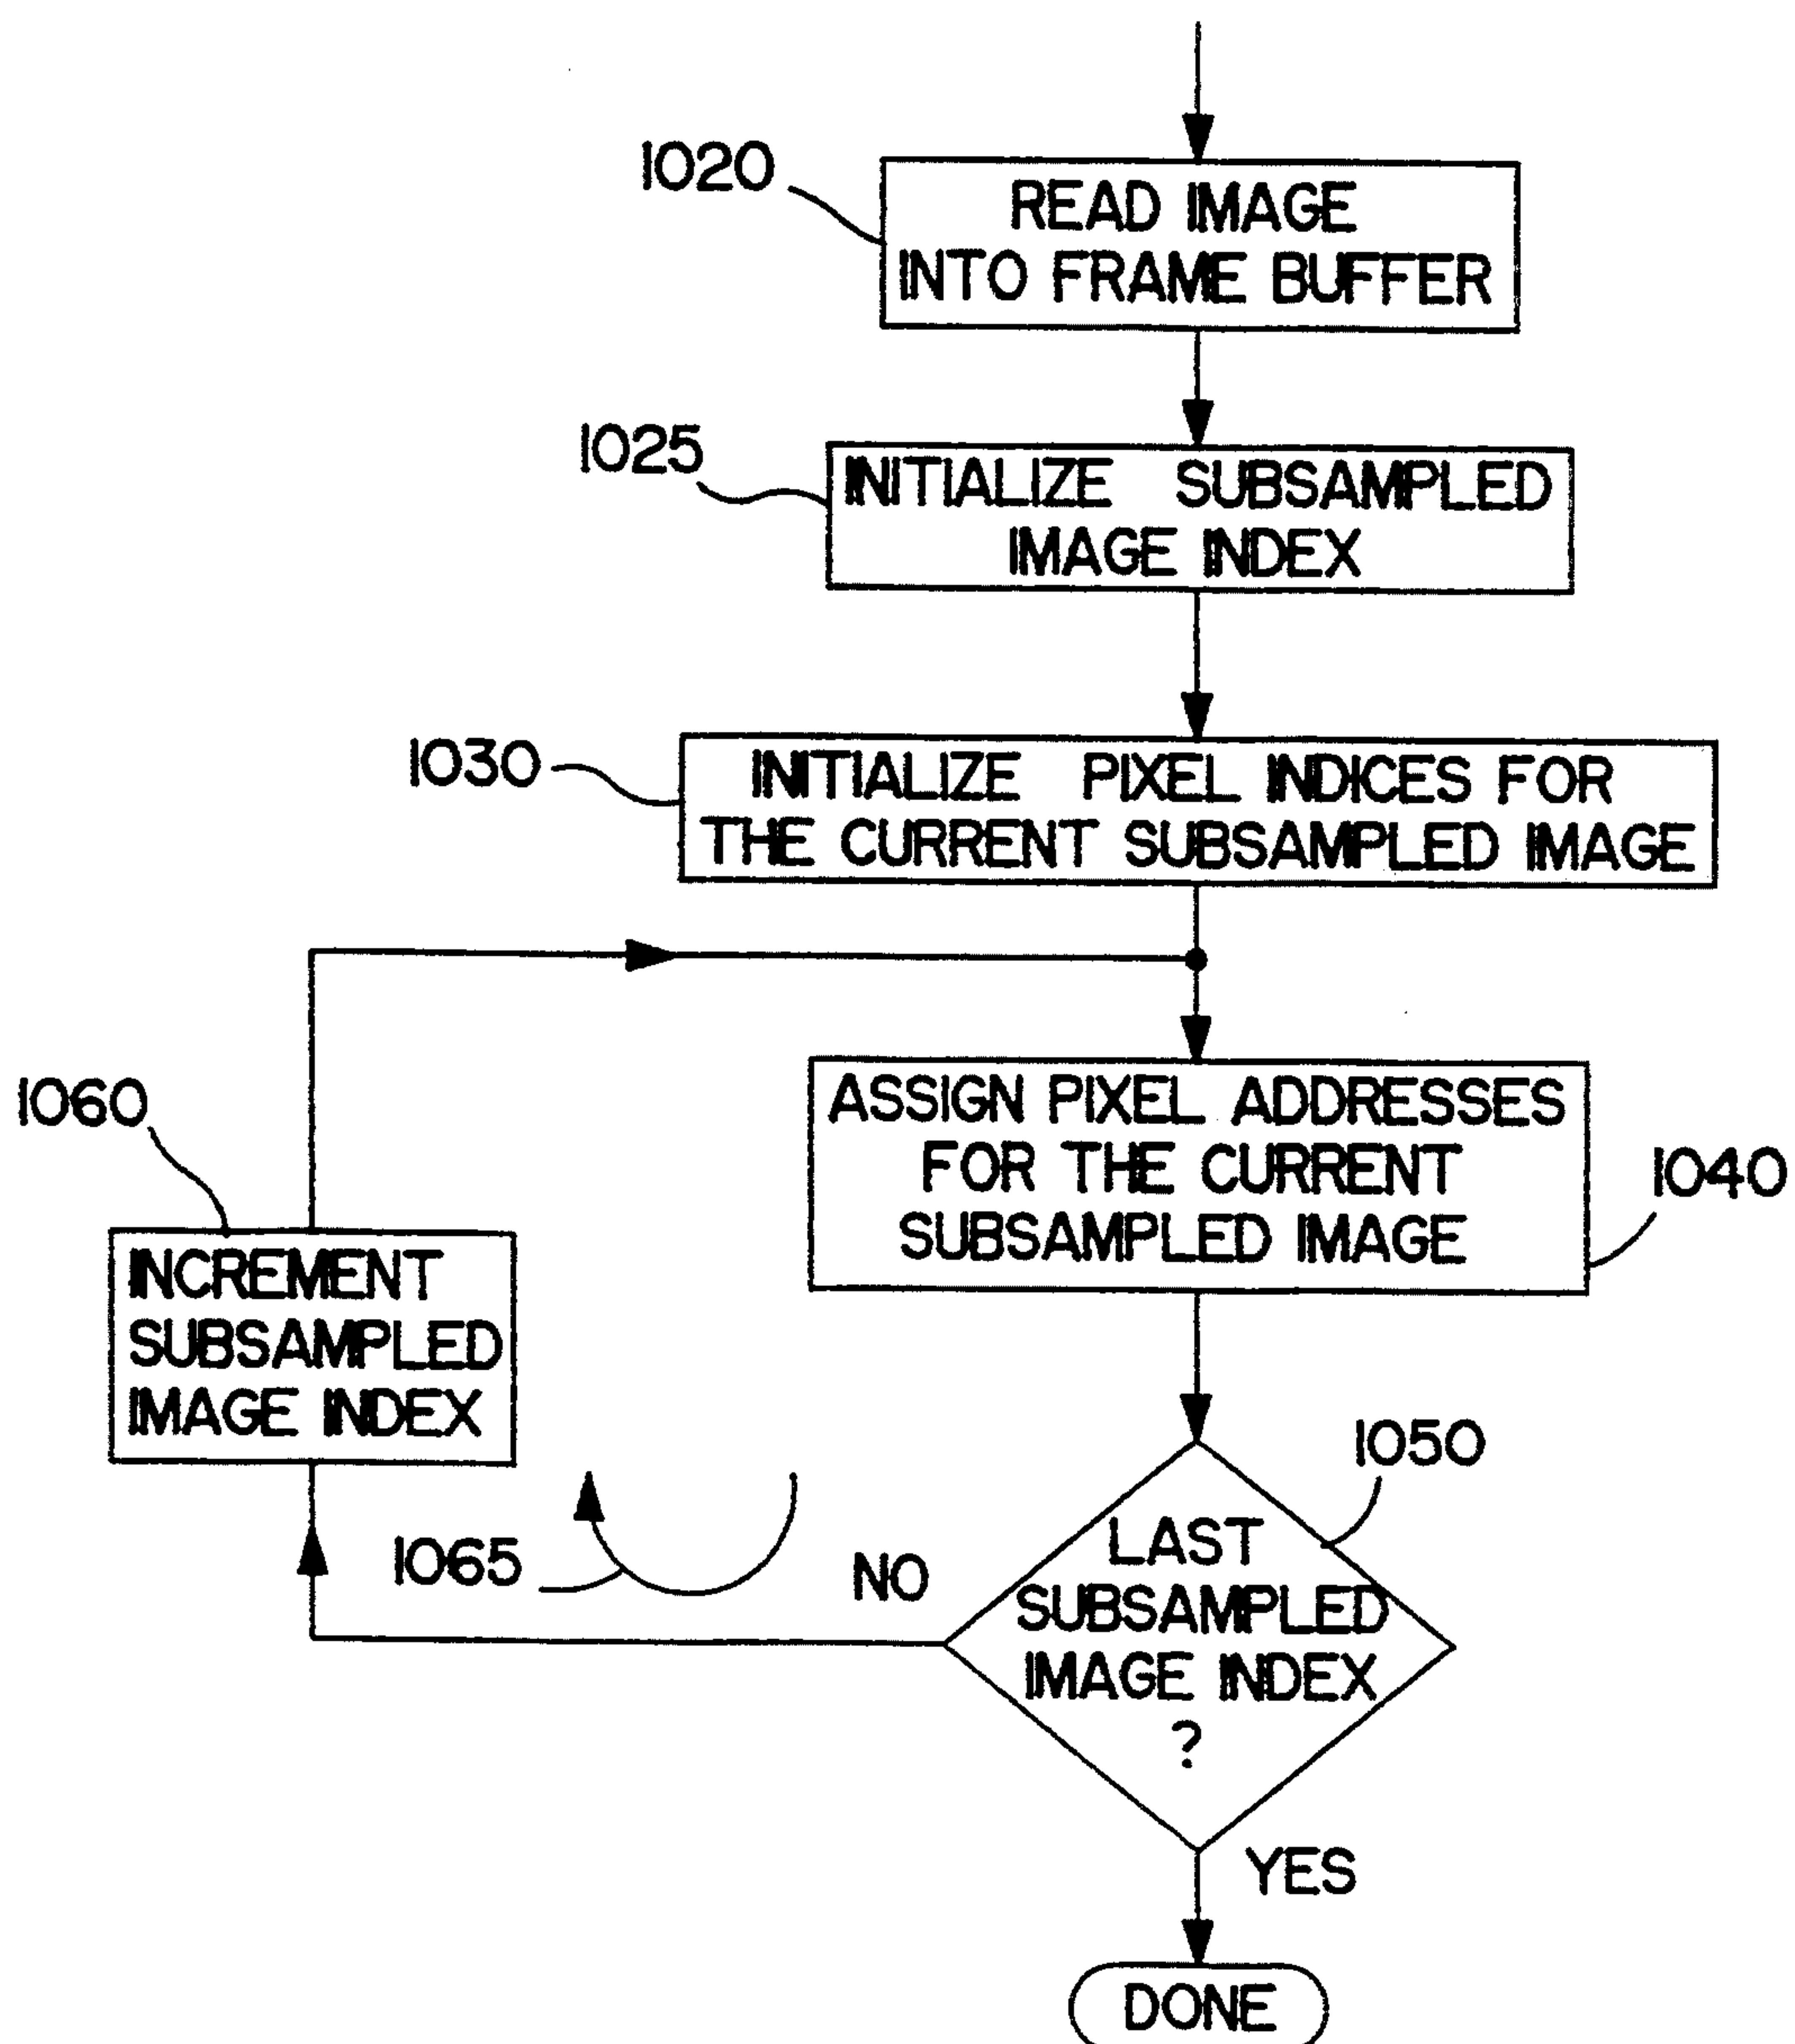 1020
READ IMAGE
INTO FRAME BUFFER
1025
INITIALIZE SUBSAMPLED
IMAGE INDEX
1030
INITIALIZE PIXEL INDICES FOR
THE CURRENT SUBSAMPLED IMAGE
1060
INCREMENT
SUBSAMPLED
IMAGE INDEX
ASSIGN PIXEL ADDRESSES
FOR THE CURRENT
SUBSAMPLED IMAGE
1040
1065
NO
1050
LAST
SUBSAMPLED
IMAGE INDEX
?
YES
DONE